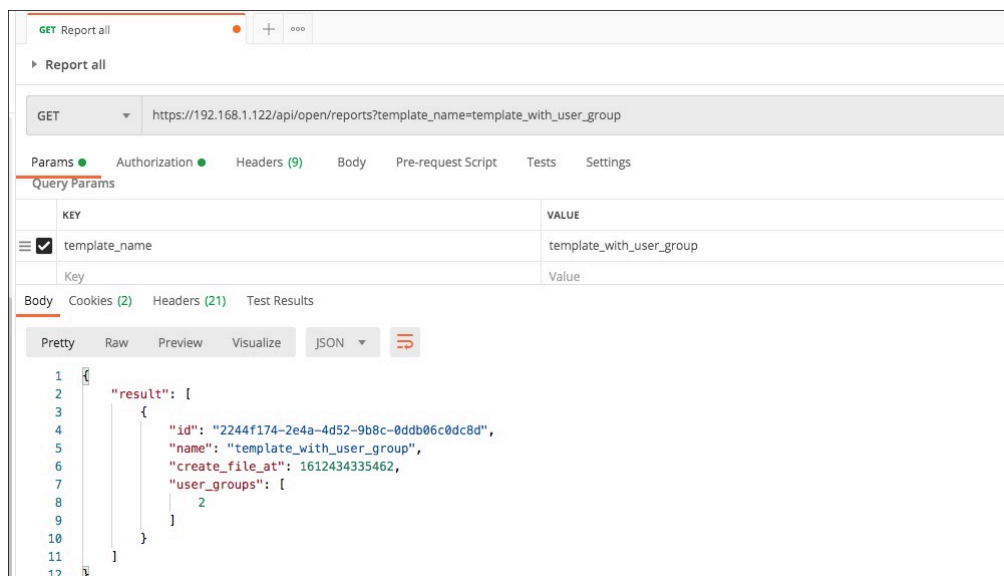 GET Report all
Report all
GET https://192.168.1.122/api/open/reports?template_name=template_with_user_group
Params Authorization Headers (9) Body Pre-request Script Tests Settings
Query Params
KEY VALUE
template_name template_with_user_group
Key Value
Body Cookies (2) Headers (21) Test Results
Pretty Raw Preview Visualize JSON
1 {
2 "result": [
3 {
4 "id": "2244f174-2e4a-4d52-9b8c-0ddb06c0dc8d",
5 "name": "template_with_user_group",
6 "create_file_at": 1612434335462,
7 "user_groups": [
8 2
9 ]
10 }
11 ]
12 }